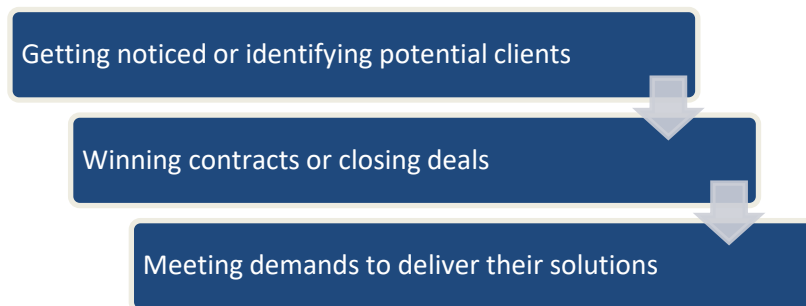 Getting noticed or identifying potential clients
Winning contracts or closing deals
Meeting demands to deliver their solutions